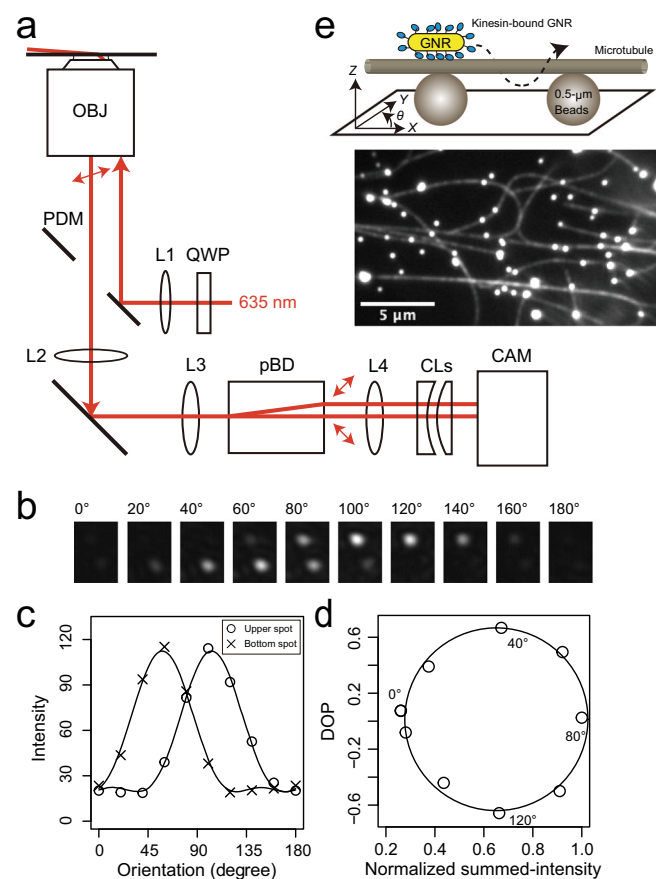 a
OBJ
PDM
L1 QWP
635 nm
L2
L3 pBD L4 CLs CAM
e
Kinesin-bound GNR
GNR
Microtubule
Z
Y
θ
X
0.5-μm
Beads
5 μm
b
0° 20° 40° 60° 80° 100° 120° 140° 160° 180°
c
Upper spot
Bottom spot
Intensity
120
90
60
30
0
0 45 90 135 180
Orientation (degree)
d
DOP
0.6
0.2
−0.2
−0.6
40°
0°
80°
120°
0.2 0.4 0.6 0.8 1.0
Normalized summed-intensity